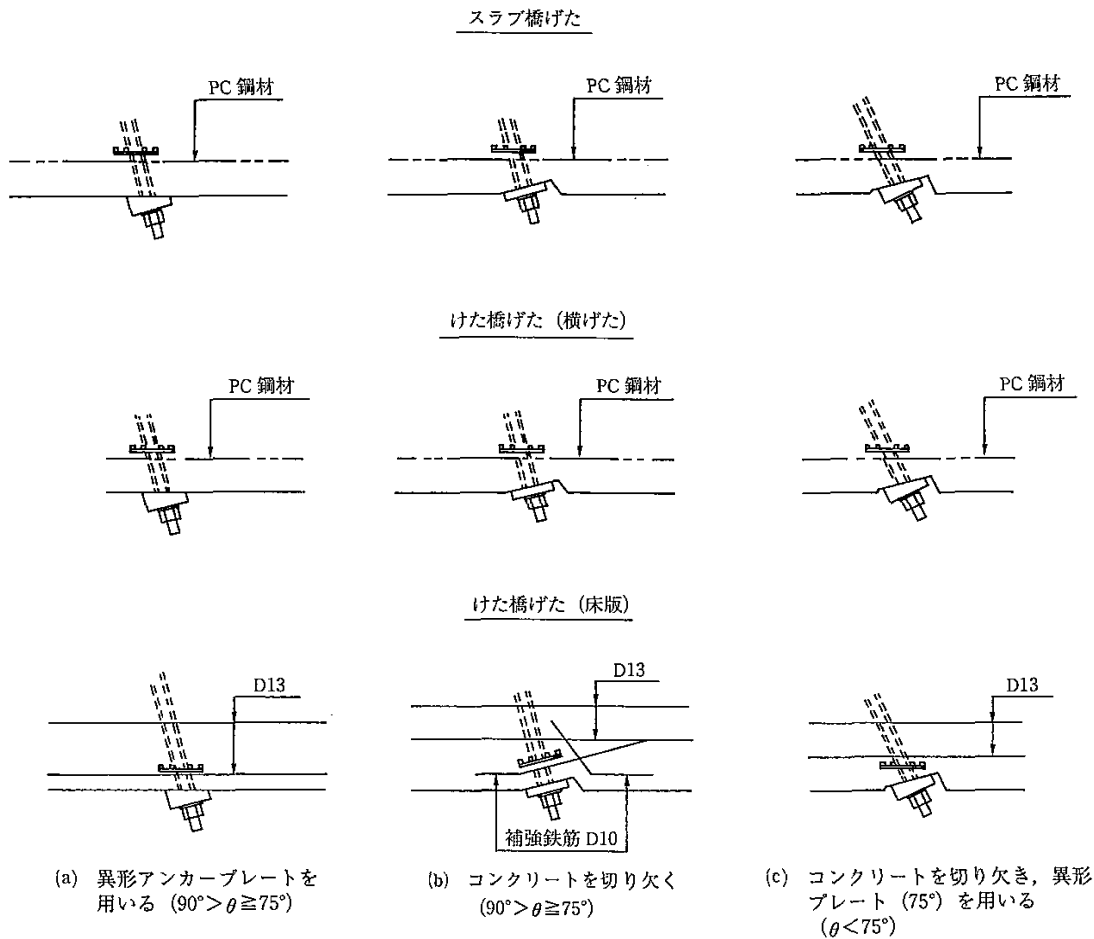 スラブ橋げた
PC 鋼材
PC 鋼材
PC 鋼材
けた橋げた (横げた)
PC 鋼材
PC 鋼材
PC 鋼材
けた橋げた (床版)
D13
D13
D13
補強鉄筋 D10
(a) 異形アンカープレートを
用いる (90°>θ≧75°)
(b) コンクリートを切り欠く
(90°>θ≧75°)
(c) コンクリートを切り欠き，異形
プレート (75°) を用いる
(θ<75°)